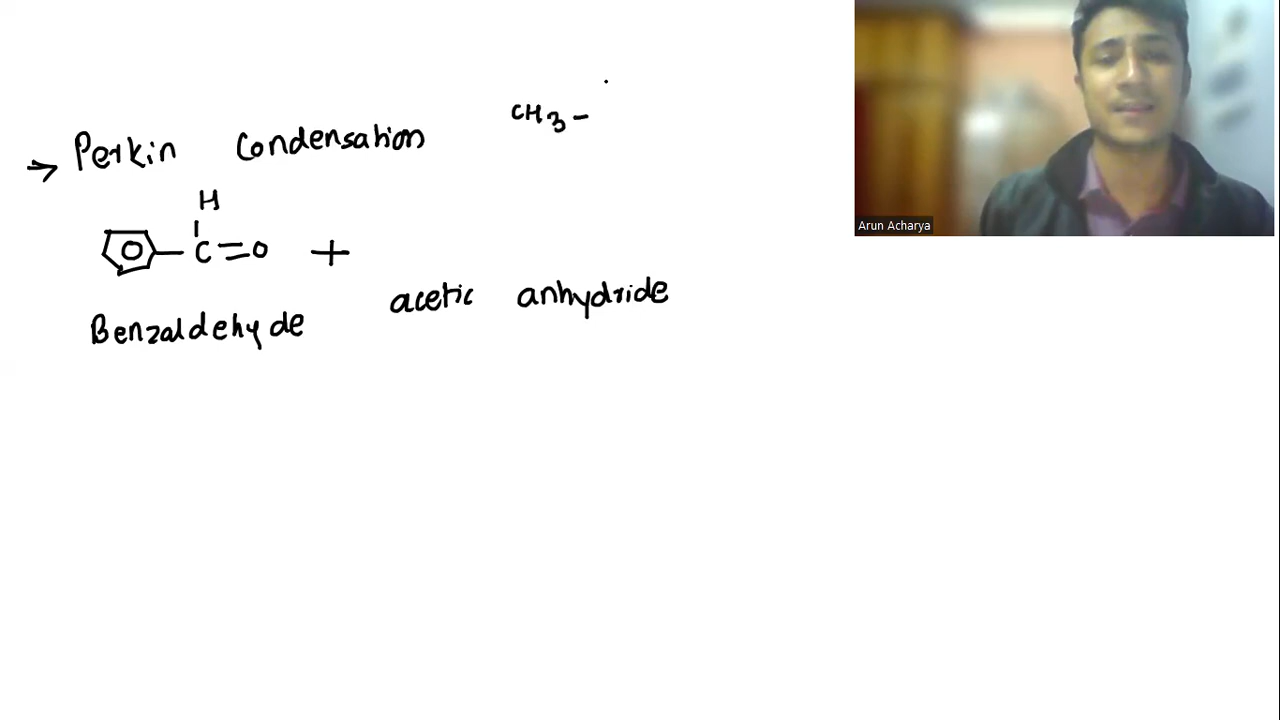 CH3-
→ Perkin Condensation
H
C=O +
acetic anhydride
Benzaldehyde
Arun Acharya